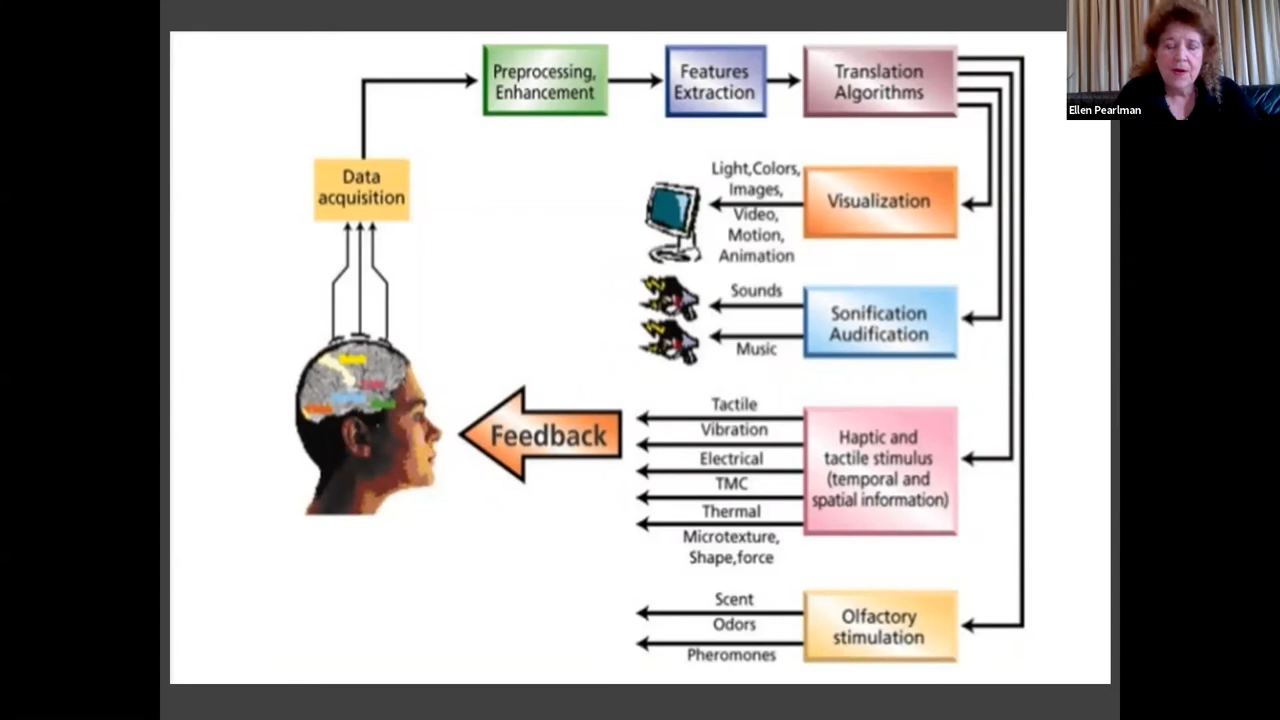 Preprocessing,
Enhancement
Features
Extraction
Translation
Algorithms
Ellen Pearlman
Data
acquisition
Light,Colors,
Images,
Video,
Motion,
Animation
Visualization
Sounds
Music
Sonification
Audification
Feedback
Tactile
Vibration
Electrical
TMC
Thermal
Microtexture,
Shape,force
Haptic and
tactile stimulus
(temporal and
spatial information)
Scent
Odors
Pheromones
Olfactory
stimulation